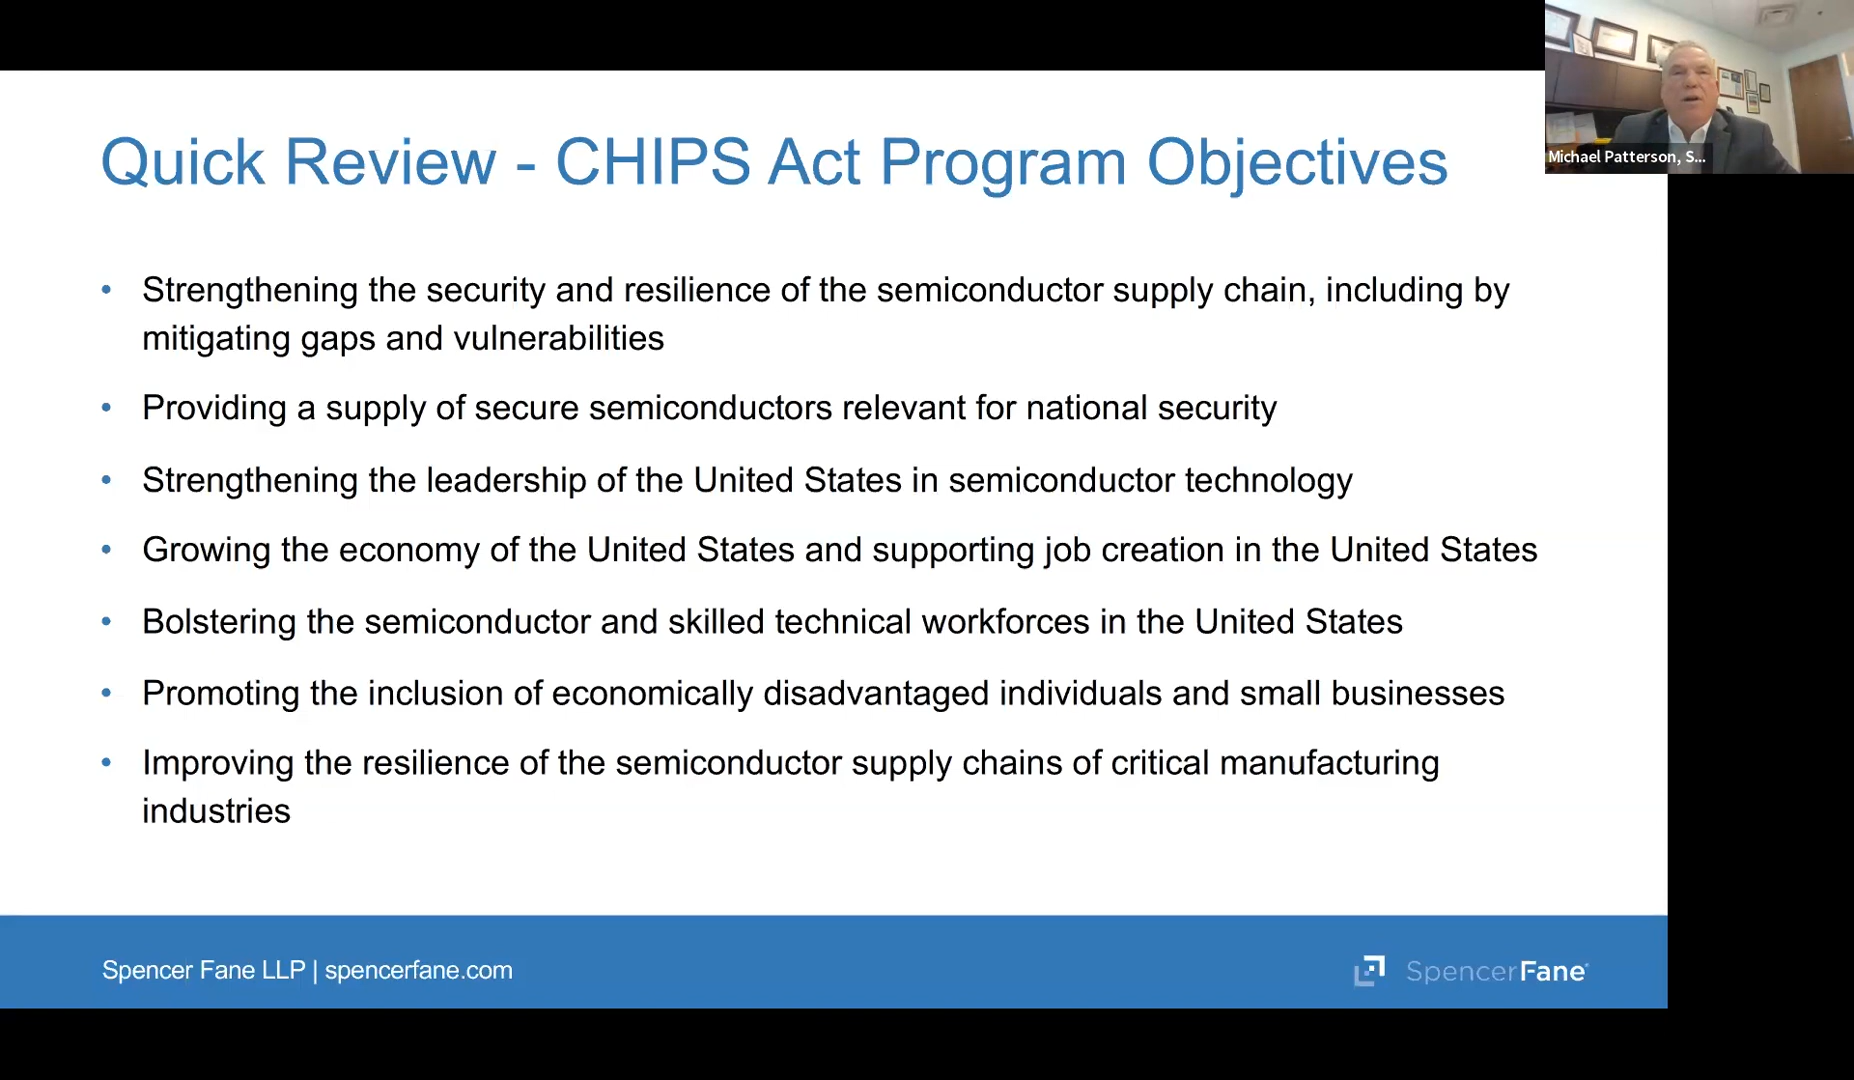 Michael Patterson, S...
Quick Review - CHIPS Act Program Objectives
• Strengthening the security and resilience of the semiconductor supply chain, including by
mitigating gaps and vulnerabilities
• Providing a supply of secure semiconductors relevant for national security
• Strengthening the leadership of the United States in semiconductor technology
• Growing the economy of the United States and supporting job creation in the United States
• Bolstering the semiconductor and skilled technical workforces in the United States
• Promoting the inclusion of economically disadvantaged individuals and small businesses
• Improving the resilience of the semiconductor supply chains of critical manufacturing
industries
Spencer Fane LLP | spencerfane.com
SpencerFane®